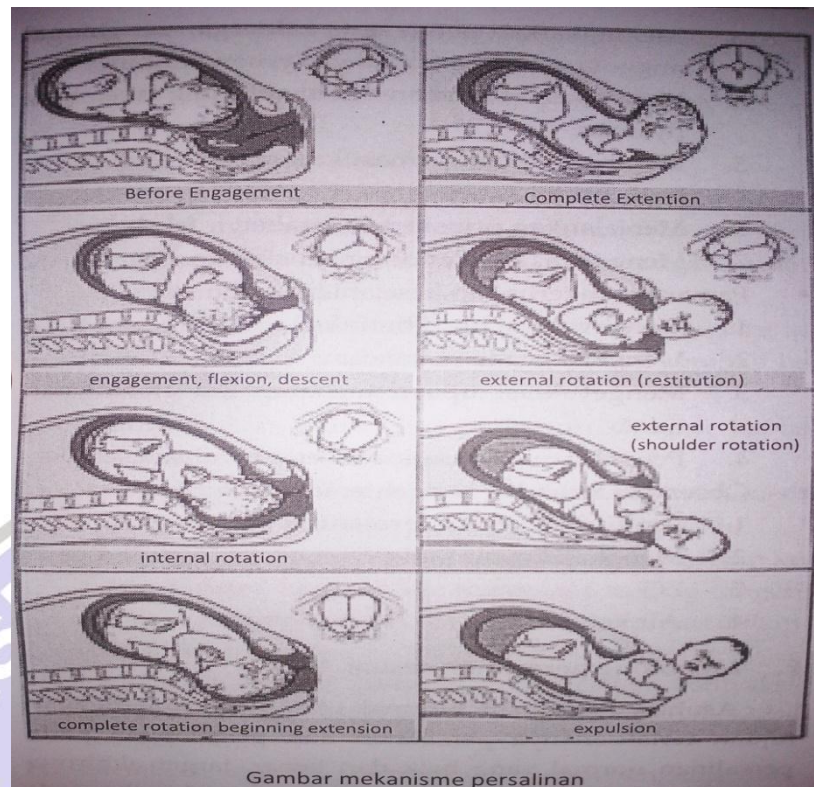 Before Engagement
Complete Extention
engagement, flexion, descent
external rotation (restitution)
internal rotation
external rotation
(shoulder rotation)
complete rotation beginning extension
expulsion
Gambar mekanisme persalinan